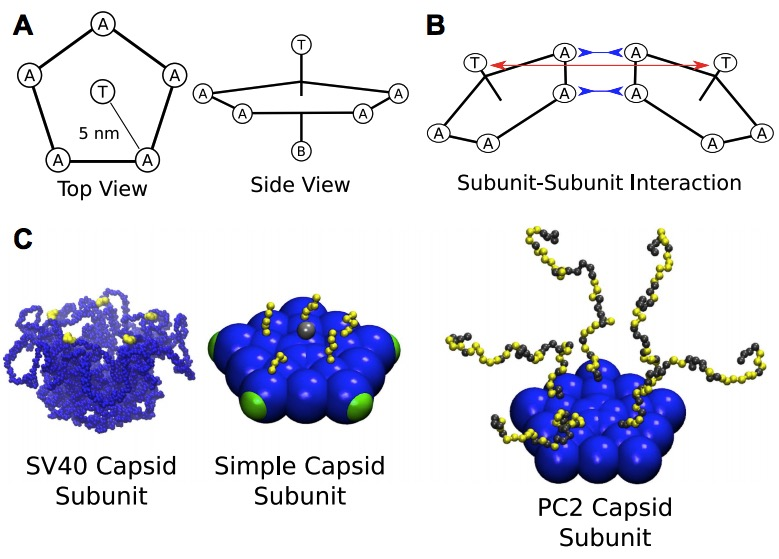 A
A
A
A
T
5 nm
A
A
Top View
T
A
A
A
A
B
Side View
B
T
A
A
T
A
A
A
A
A
A
Subunit-Subunit Interaction
C
SV40 Capsid
Subunit
Simple Capsid
Subunit
PC2 Capsid
Subunit